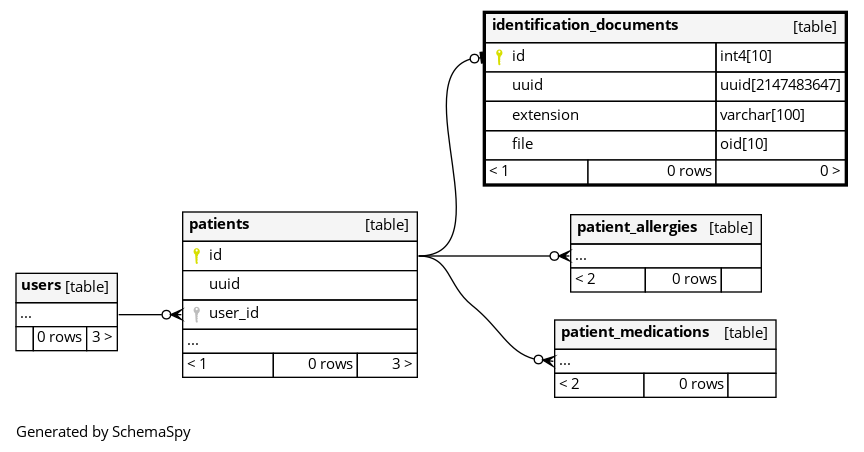 identification_documents [table]
id int4[10]
uuid uuid[2147483647]
extension varchar[100]
file oid[10]
< 1 0 rows 0 >
patients [table]
id
uuid
user_id
...
< 1 0 rows 3 >
patient_allergies [table]
...
< 2 0 rows
users [table]
...
0 rows 3 >
patient_medications [table]
...
< 2 0 rows
Generated by SchemaSpy